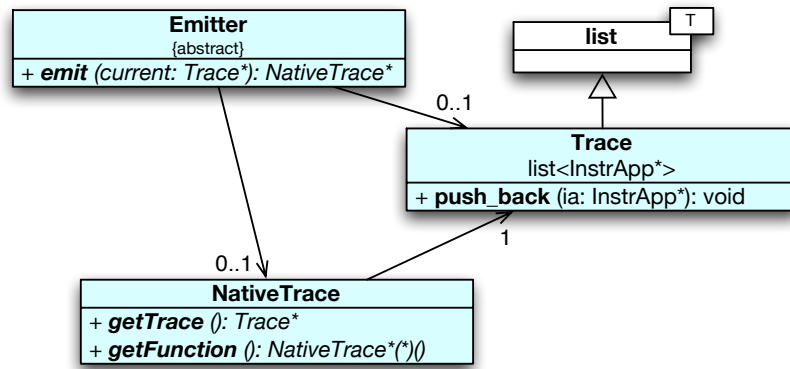 Emitter
{abstract}
+ emit (current: Trace*): NativeTrace*
T
list
0..1
Trace
list<InstrApp*>
+ push_back (ia: InstrApp*): void
1
0..1
NativeTrace
+ getTrace (): Trace*
+ getFunction (): NativeTrace*(*)()